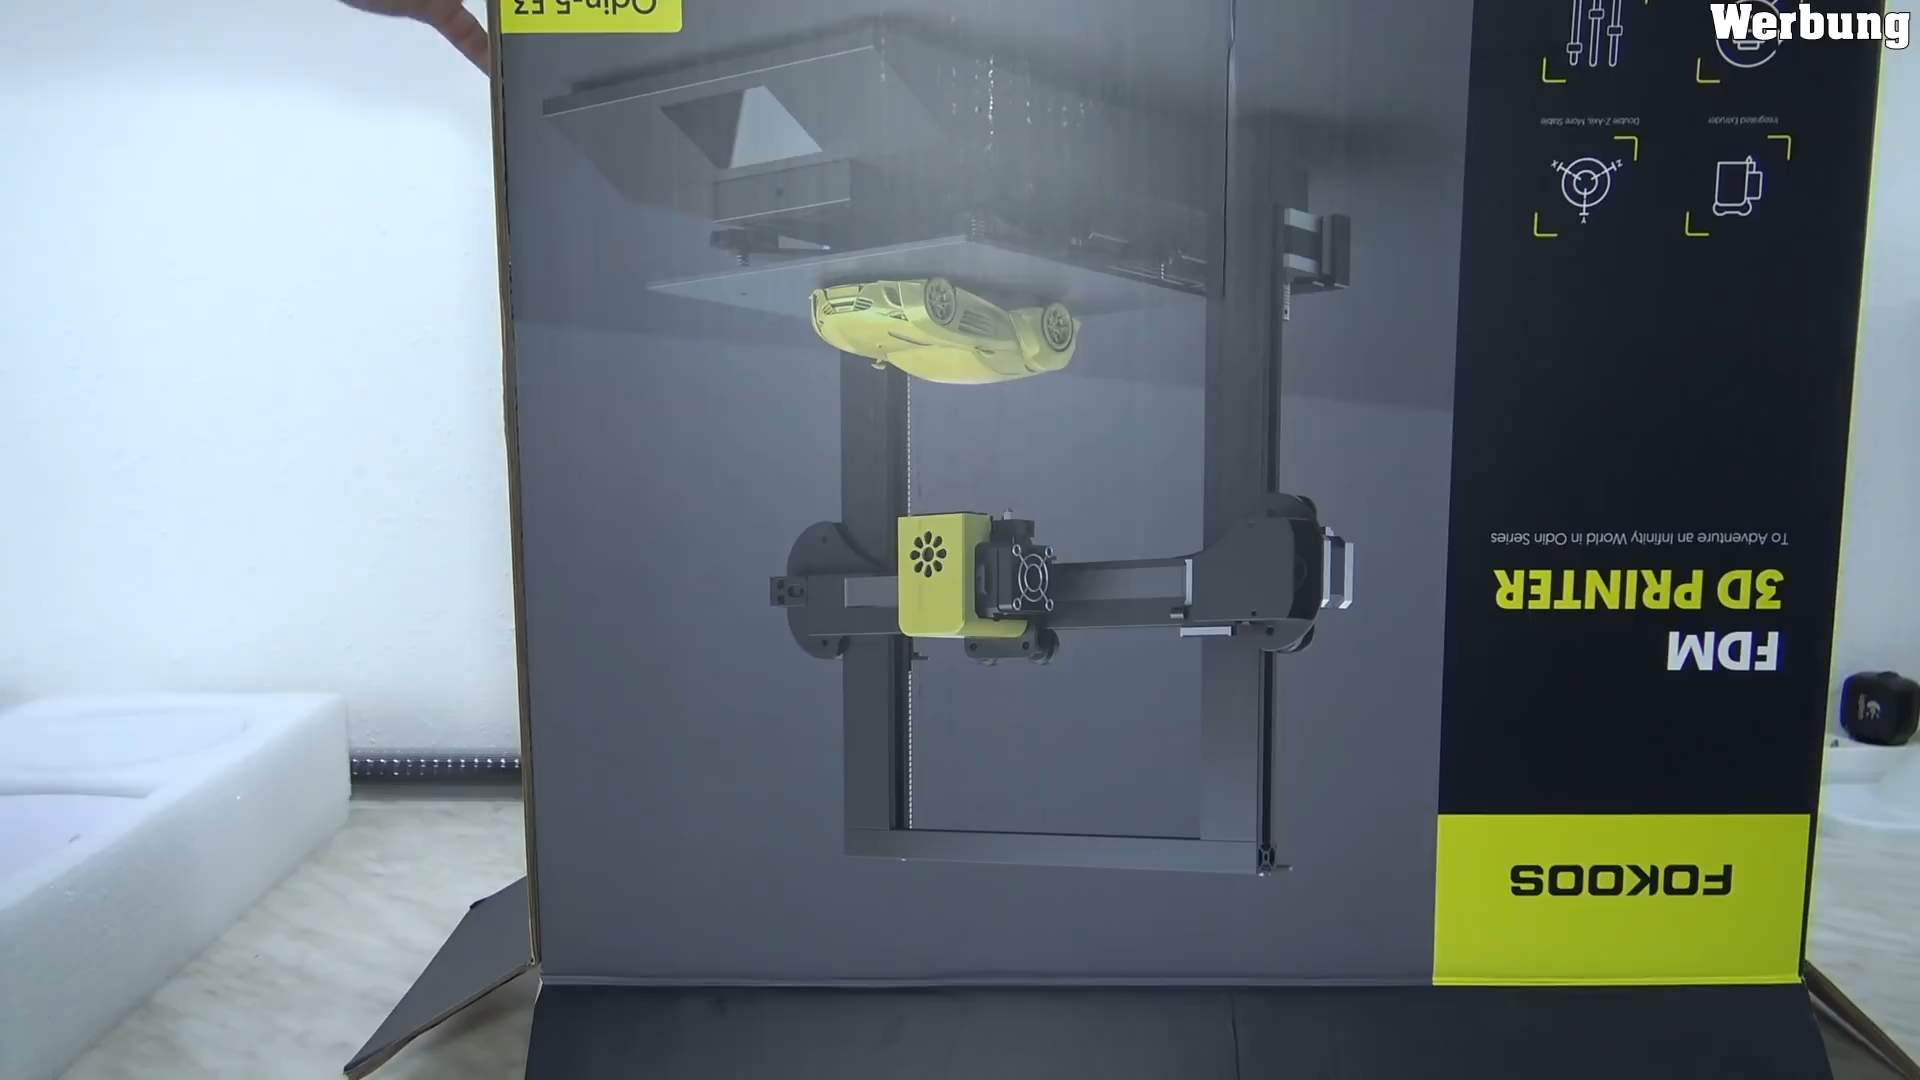 Werbung
Odin-5 F3
Double Z-Axis, More Stable
Integrated Extruder
To Adventure an Infinity World in Odin Series
3D PRINTER
FDM
FOKOOS